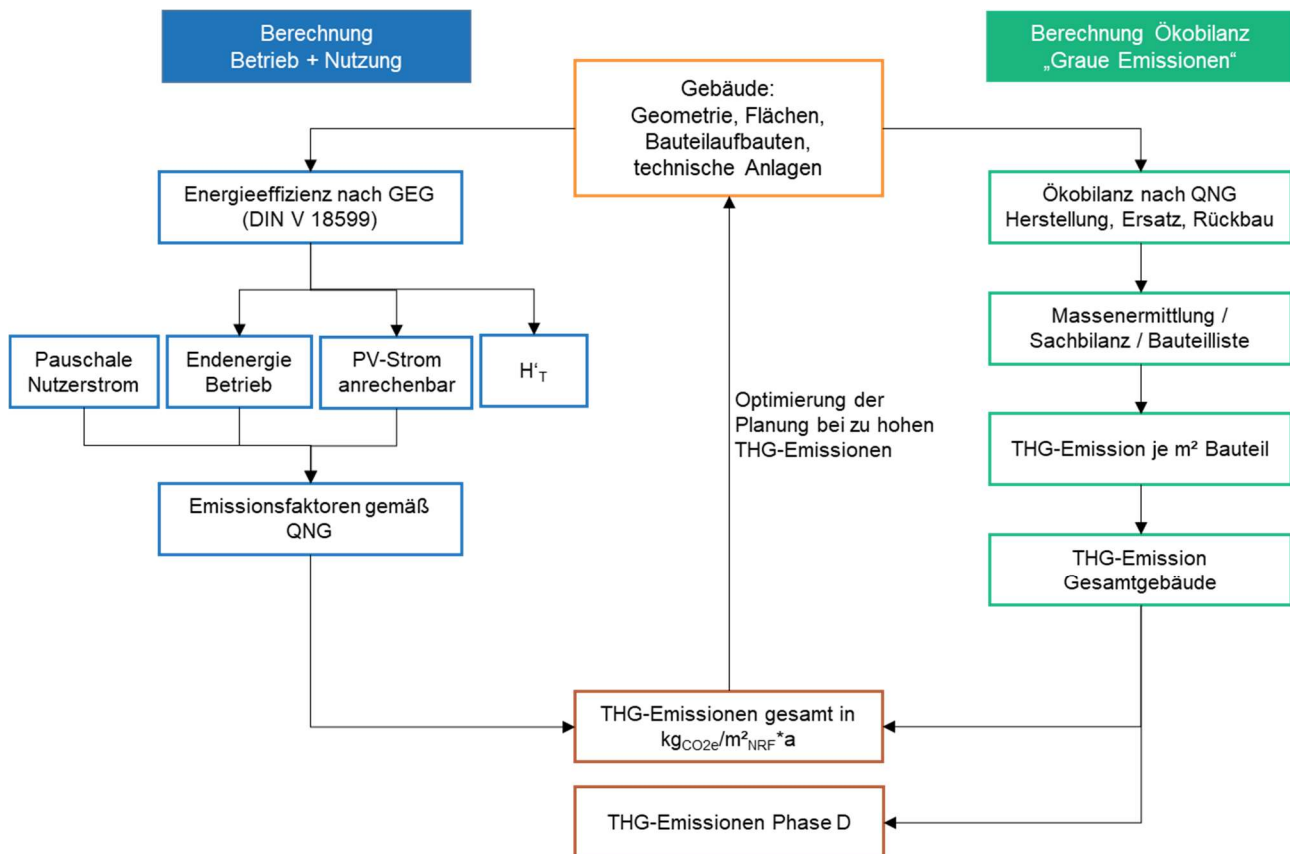 Berechnung
Betrieb + Nutzung
Berechnung Ökobilanz
„Graue Emissionen“
Gebäude:
Geometrie, Flächen,
Bauteilaufbauten,
technische Anlagen
Energieeffizienz nach GEG
(DIN V 18599)
Ökobilanz nach QNG
Herstellung, Ersatz, Rückbau
Pauschale
Nutzerstrom
Endenergie
Betrieb
PV-Strom
anrechenbar
H‘T
Massenermittlung /
Sachbilanz / Bauteilliste
Optimierung der
Planung bei zu hohen
THG-Emissionen
THG-Emission je m² Bauteil
Emissionsfaktoren gemäß
QNG
THG-Emission
Gesamtgebäude
THG-Emissionen gesamt in
kgCO2e/m²NRF*a
THG-Emissionen Phase D